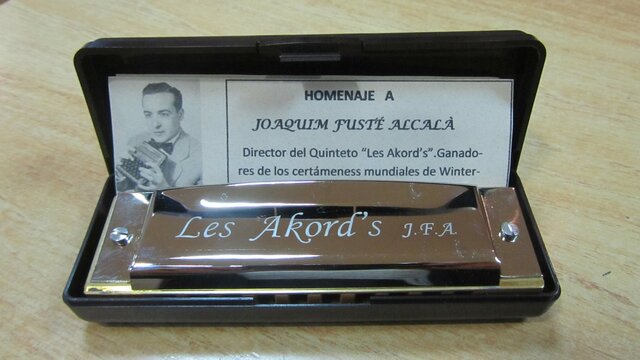 HOMENAJE A
JOAQUIM FUSTÉ ALCALÀ
Director del Quinteto "Les Akord's".Ganado-
res de los certámeness mundiales de Winter-
Les Akord's J.F.A.